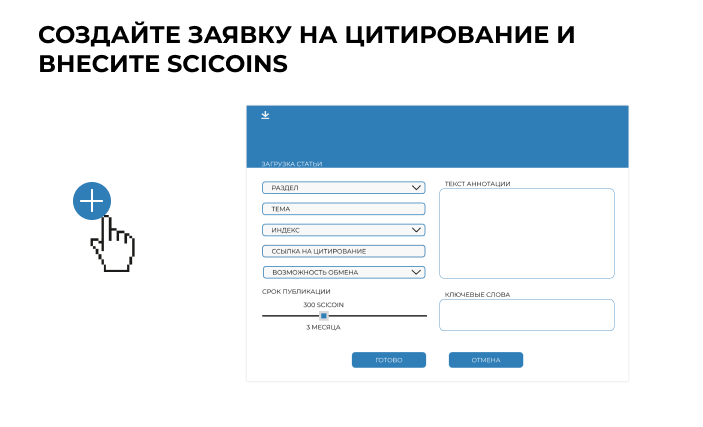 СОЗДАЙТЕ ЗАЯВКУ НА ЦИТИРОВАНИЕ И
ВНЕСИТЕ SCICOINS
ЗАГРУЗКА СТАТЬИ
РАЗДЕЛ
ТЕМА
ИНДЕКС
ССЫЛКА НА ЦИТИРОВАНИЕ
ВОЗМОЖНОСТЬ ОБМЕНА
СРОК ПУБЛИКАЦИИ
300 SCICOIN
3 МЕСЯЦА
ТЕКСТ АННОТАЦИИ
КЛЮЧЕВЫЕ СЛОВА
ГОТОВО
ОТМЕНА